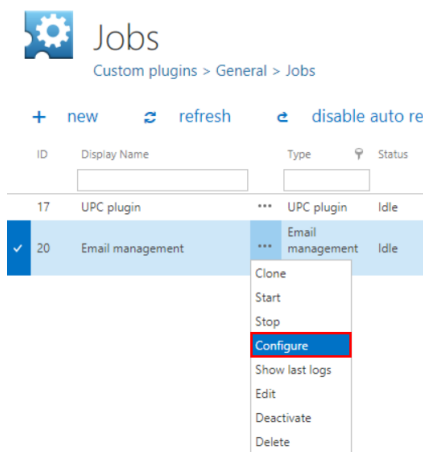 Jobs
Custom plugins > General > Jobs
+ new refresh disable auto re
ID Display Name Type Status
17 UPC plugin ... UPC plugin Idle
Email
20 Email management ... management Idle
Clone
Start
Stop
Configure
Show last logs
Edit
Deactivate
Delete